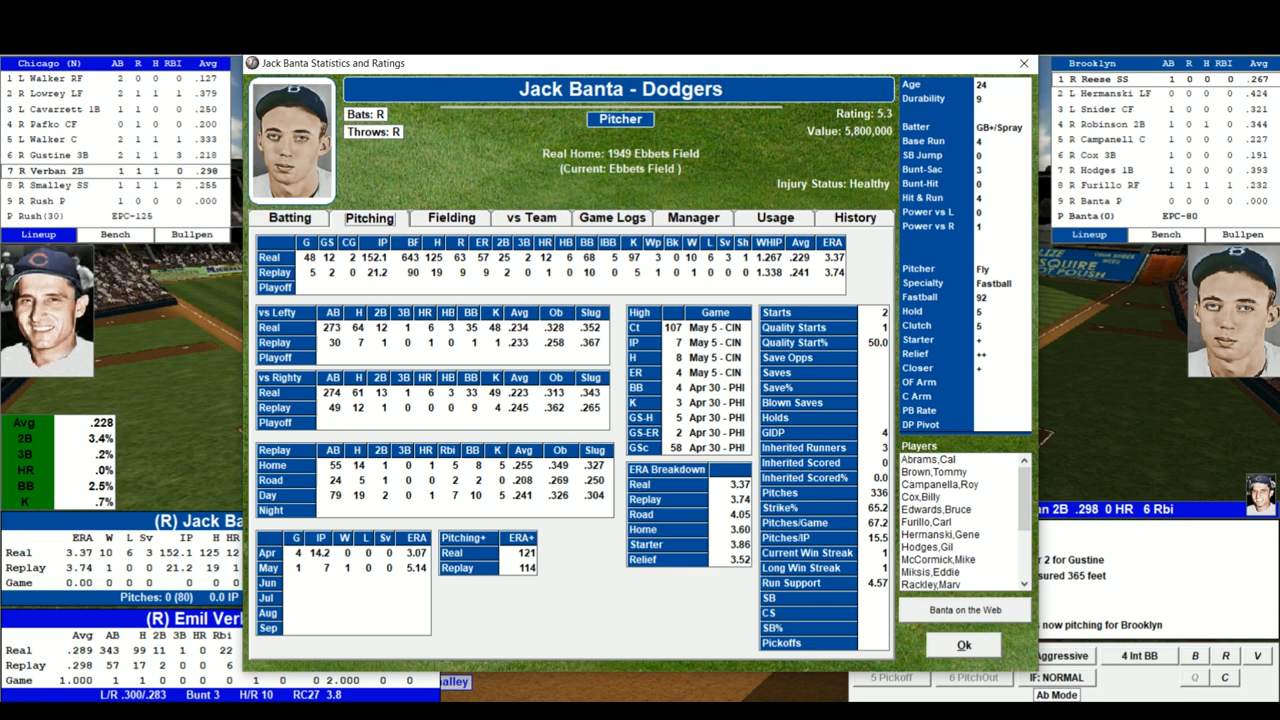 Jack Banta Statistics and Ratings
Chicago (N) AB R H RBI Avg
1 L Walker RF 2 0 0 0 .127
2 R Lowrey LF 2 1 1 1 .379
3 L Cavarrett 1B 1 1 1 0 .250
4 R Pafko CF 2 0 0 0 .200
5 L Walker C 2 1 1 1 .333
6 R Gustine 3B 2 1 1 3 .218
7 R Verban 2B 1 1 1 0 .298
8 R Smalley SS 1 1 1 2 .255
9 R Rush P 1 0 0 0 .000
P Rush(30) EPC-125
Lineup Bench Bullpen
Avg .228
2B 3.4%
3B .2%
HR .0%
BB 2.5%
K .7%
(R) Jack Ba
ERA W L Sv IP H HR
Real 3.37 10 6 3 152.1 125 12
Replay 3.74 1 0 0 21.2 19 1
Game 0.00
Pitches: 0 (80) 0.0 IP
(R) Emil Ver
Avg AB H 2B 3B HR Rbi
Real .289 343 99 11 1 0 22
Replay .298 57 17 2 0 6
1.000 1 1 0 0 0 0 2.000 0 0
L/R .300/.283 Bunt 3 H/R 10 RC27 3.8
Jack Banta - Dodgers
Bats: R
Throws: R
Pitcher
Rating: 5.3
Value: 5,800,000
Real Home: 1949 Ebbets Field
(Current: Ebbets Field )
Injury Status: Healthy
Batting Pitching Fielding vs Team Game Logs Manager Usage History
G GS CG IP BF H R ER 2B 3B HR HB BB IBB K Wp Bk W L Sv Sh WHIP Avg ERA
Real 48 12 2 152.1 643 125 63 57 25 2 12 6 68 5 97 3 0 10 6 3 1 1.267 .229 3.37
Replay 5 2 0 21.2 90 19 9 9 2 0 1 0 10 0 5 1 0 1 0 0 0 1.338 .241 3.74
Playoff
vs Lefty AB H 2B 3B HR HB BB K Avg Ob Slug
Real 273 64 12 1 6 3 35 48 .234 .328 .352
Replay 30 7 1 0 1 0 1 1 .233 .258 .367
Playoff
vs Righty AB H 2B 3B HR HB BB K Avg Ob Slug
Real 274 61 13 1 6 3 33 49 .223 .313 .343
Replay 49 12 1 0 0 0 9 4 .245 .362 .265
Playoff
Replay AB H 2B 3B HR Rbi BB K Avg Ob Slug
Home 55 14 1 0 1 5 8 5 .255 .349 .327
Road 24 5 1 0 0 2 2 0 .208 .269 .250
Day 79 19 2 0 1 7 10 5 .241 .326 .304
Night
G IP W L Sv ERA
Apr 4 14.2 0 0 0 3.07
May 1 7 1 0 0 5.14
Jun
Jul
Aug
Sep
Pitching+ ERA+
Real 121
Replay 114
High Game
Ct 107 May 5 - CIN
IP 7 May 5 - CIN
H 8 May 5 - CIN
ER 4 May 5 - CIN
BB 4 Apr 30 - PHI
K 3 Apr 30 - PHI
GS-H 5 Apr 30 - PHI
GS-ER 2 Apr 30 - PHI
GSc 58 Apr 30 - PHI
ERA Breakdown
Real 3.37
Replay 3.74
Road 4.05
Home 3.60
Starter 3.86
Relief 3.52
Starts 2
Quality Starts 1
Quality Start% 50.0
Save Opps
Saves
Save%
Blown Saves
Holds
GIDP 4
Inherited Runners 3
Inherited Scored 0
Inherited Scored% 0.0
Pitches 336
Strike% 65.2
Pitches/Game 67.2
Pitches/IP 15.5
Current Win Streak 1
Long Win Streak 1
Run Support 4.57
SB
CS
SB%
Pickoffs
Age 24
Durability 9
Batter GB+/Spray
Base Run 4
SB Jump 0
Bunt-Sac 3
Bunt-Hit 0
Hit & Run 4
Power vs L 0
Power vs R 1
Pitcher Fly
Specialty Fastball
Fastball 92
Hold 5
Clutch 5
Starter +
Relief ++
Closer +
OF Arm
C Arm
PB Rate
DP Pivot
Players
Abrams,Cal
Brown,Tommy
Campanella,Roy
Cox,Billy
Edwards,Bruce
Furillo,Carl
Hermanski,Gene
Hodges,Gil
McCormick,Mike
Miksis,Eddie
Rackley,Marv
Banta on the Web
Ok
Brooklyn AB R H RBI Avg
1 R Reese SS 1 0 0 0 .267
2 L Hermanski LF 1 0 0 0 .424
3 L Snider CF 1 0 0 0 .321
4 R Robinson 2B 1 0 1 0 .344
5 R Campanell C 1 0 0 0 .227
6 R Cox 3B 1 0 0 0 .191
7 R Hodges 1B 1 0 0 0 .393
8 R Furillo RF 1 1 1 1 .232
9 R Banta P 0 0 0 0 .000
P Banta(0) EPC-80
Lineup Bench Bullpen
SQUIRE
an 2B .298 0 HR 6 Rbi
r 2 for Gustine
sured 365 feet
s now pitching for Brooklyn
Aggressive 4 Int BB B R V
5 Pickoff 6 PitchOut IF: NORMAL Q C
Ab Mode
nalley